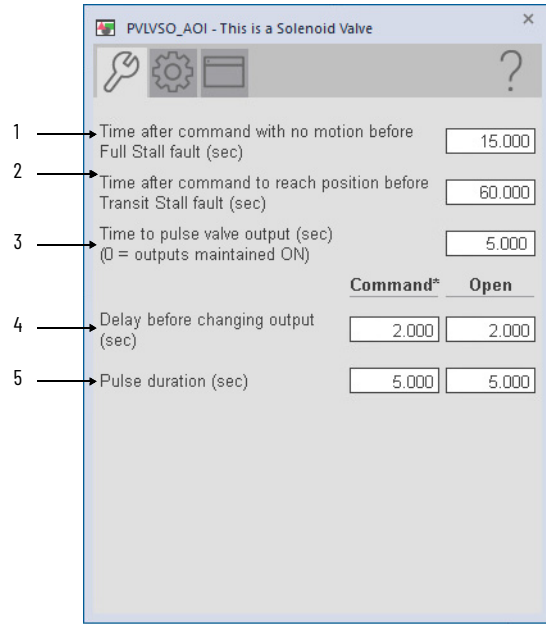 PVLVSO_AOI - This is a Solenoid Valve
×
?
1
Time after command with no motion before
Full Stall fault (sec)
15.000
2
Time after command to reach position before
Transit Stall fault (sec)
60.000
3
Time to pulse valve output (sec)
(0 = outputs maintained ON)
5.000
Command* Open
4
Delay before changing output
(sec)
2.000 2.000
5
Pulse duration (sec)
5.000 5.000